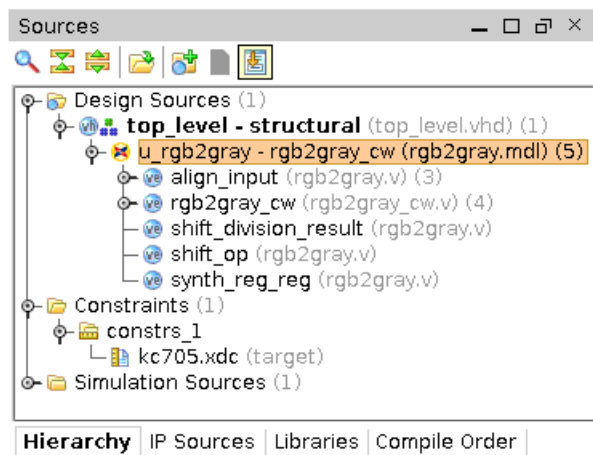 Sources
Design Sources (1)
top_level - structural (top_level.vhd) (1)
u_rgb2gray - rgb2gray_cw (rgb2gray.mdl) (5)
align_input (rgb2gray.v) (3)
rgb2gray_cw (rgb2gray_cw.v) (4)
shift_division_result (rgb2gray.v)
shift_op (rgb2gray.v)
synth_reg_reg (rgb2gray.v)
Constraints (1)
constrs_1
kc705.xdc (target)
Simulation Sources (1)
Hierarchy IP Sources Libraries Compile Order